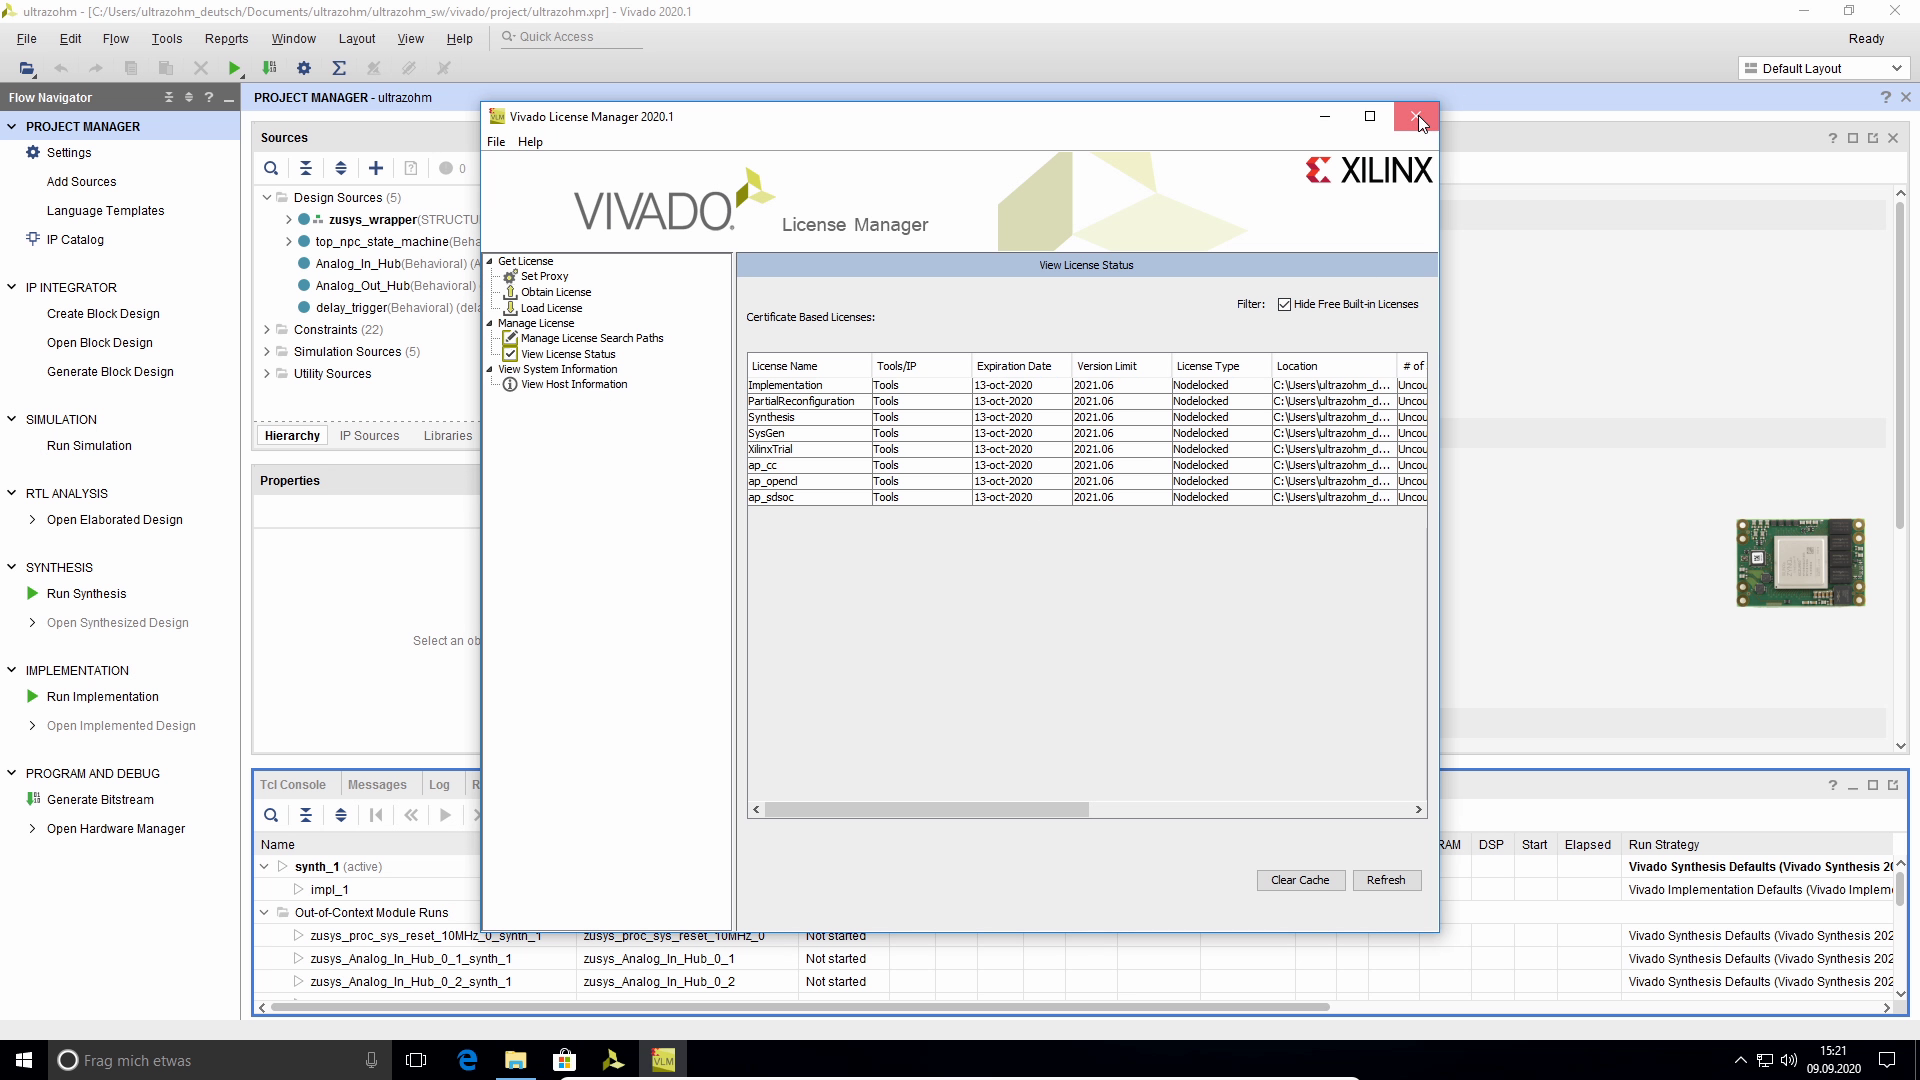 ultrazohm - [C:/Users/ultrazohm_deutsch/Documents/ultrazohm/ultrazohm_sw/vivado/project/ultrazohm.xpr] - Vivado 2020.1
File Edit Flow Tools Reports Window Layout View Help Quick Access Ready
Default Layout
Flow Navigator
PROJECT MANAGER - ultrazohm
PROJECT MANAGER
Settings
Add Sources
Language Templates
IP Catalog
IP INTEGRATOR
Create Block Design
Open Block Design
Generate Block Design
SIMULATION
Run Simulation
RTL ANALYSIS
Open Elaborated Design
SYNTHESIS
Run Synthesis
Open Synthesized Design
IMPLEMENTATION
Run Implementation
Open Implemented Design
PROGRAM AND DEBUG
Generate Bitstream
Open Hardware Manager
Sources
0
Design Sources (5)
zusys_wrapper(STRUCTU
top_npc_state_machine(Beha
Analog_In_Hub(Behavioral) (A
Analog_Out_Hub(Behavioral)
delay_trigger(Behavioral) (dela
Constraints (22)
Simulation Sources (5)
Utility Sources
Hierarchy IP Sources Libraries
Properties
Select an ob
Vivado License Manager 2020.1
File Help
VIVADO. License Manager
XILINX
Get License
Set Proxy
Obtain License
Load License
Manage License
Manage License Search Paths
View License Status
View System Information
View Host Information
View License Status
Filter: Hide Free Built-in Licenses
Certificate Based Licenses:
License Name Tools/IP Expiration Date Version Limit License Type Location # of
Implementation Tools 13-oct-2020 2021.06 Nodelocked C:\Users\ultrazohm_d... Uncou
PartialReconfiguration Tools 13-oct-2020 2021.06 Nodelocked C:\Users\ultrazohm_d... Uncou
Synthesis Tools 13-oct-2020 2021.06 Nodelocked C:\Users\ultrazohm_d... Uncou
SysGen Tools 13-oct-2020 2021.06 Nodelocked C:\Users\ultrazohm_d... Uncou
XilinxTrial Tools 13-oct-2020 2021.06 Nodelocked C:\Users\ultrazohm_d... Uncou
ap_cc Tools 13-oct-2020 2021.06 Nodelocked C:\Users\ultrazohm_d... Uncou
ap_opencl Tools 13-oct-2020 2021.06 Nodelocked C:\Users\ultrazohm_d... Uncou
ap_sdsoc Tools 13-oct-2020 2021.06 Nodelocked C:\Users\ultrazohm_d... Uncou
Clear Cache Refresh
Tcl Console Messages Log R
Name RAM DSP Start Elapsed Run Strategy
synth_1 (active) Vivado Synthesis Defaults (Vivado Synthesis 20
impl_1 Vivado Implementation Defaults (Vivado Implem
Out-of-Context Module Runs
zusys_proc_sys_reset_10MHz_0_synth_1 zusys_proc_sys_reset_10MHz_0 Not started Vivado Synthesis Defaults (Vivado Synthesis 202
zusys_Analog_In_Hub_0_1_synth_1 zusys_Analog_In_Hub_0_1 Not started Vivado Synthesis Defaults (Vivado Synthesis 202
zusys_Analog_In_Hub_0_2_synth_1 zusys_Analog_In_Hub_0_2 Not started Vivado Synthesis Defaults (Vivado Synthesis 202
Frag mich etwas
VLM
15:21
09.09.2020